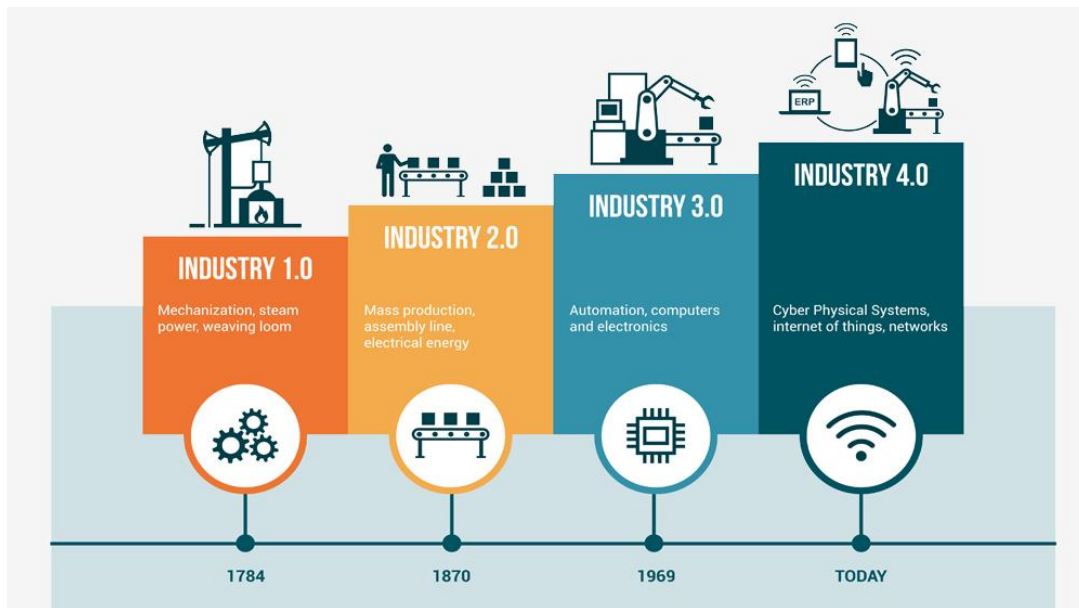 ERP
INDUSTRY 1.0
Mechanization, steam
power, weaving loom
INDUSTRY 2.0
Mass production,
assembly line,
electrical energy
INDUSTRY 3.0
Automation, computers
and electronics
INDUSTRY 4.0
Cyber Physical Systems,
internet of things, networks
1784
1870
1969
TODAY